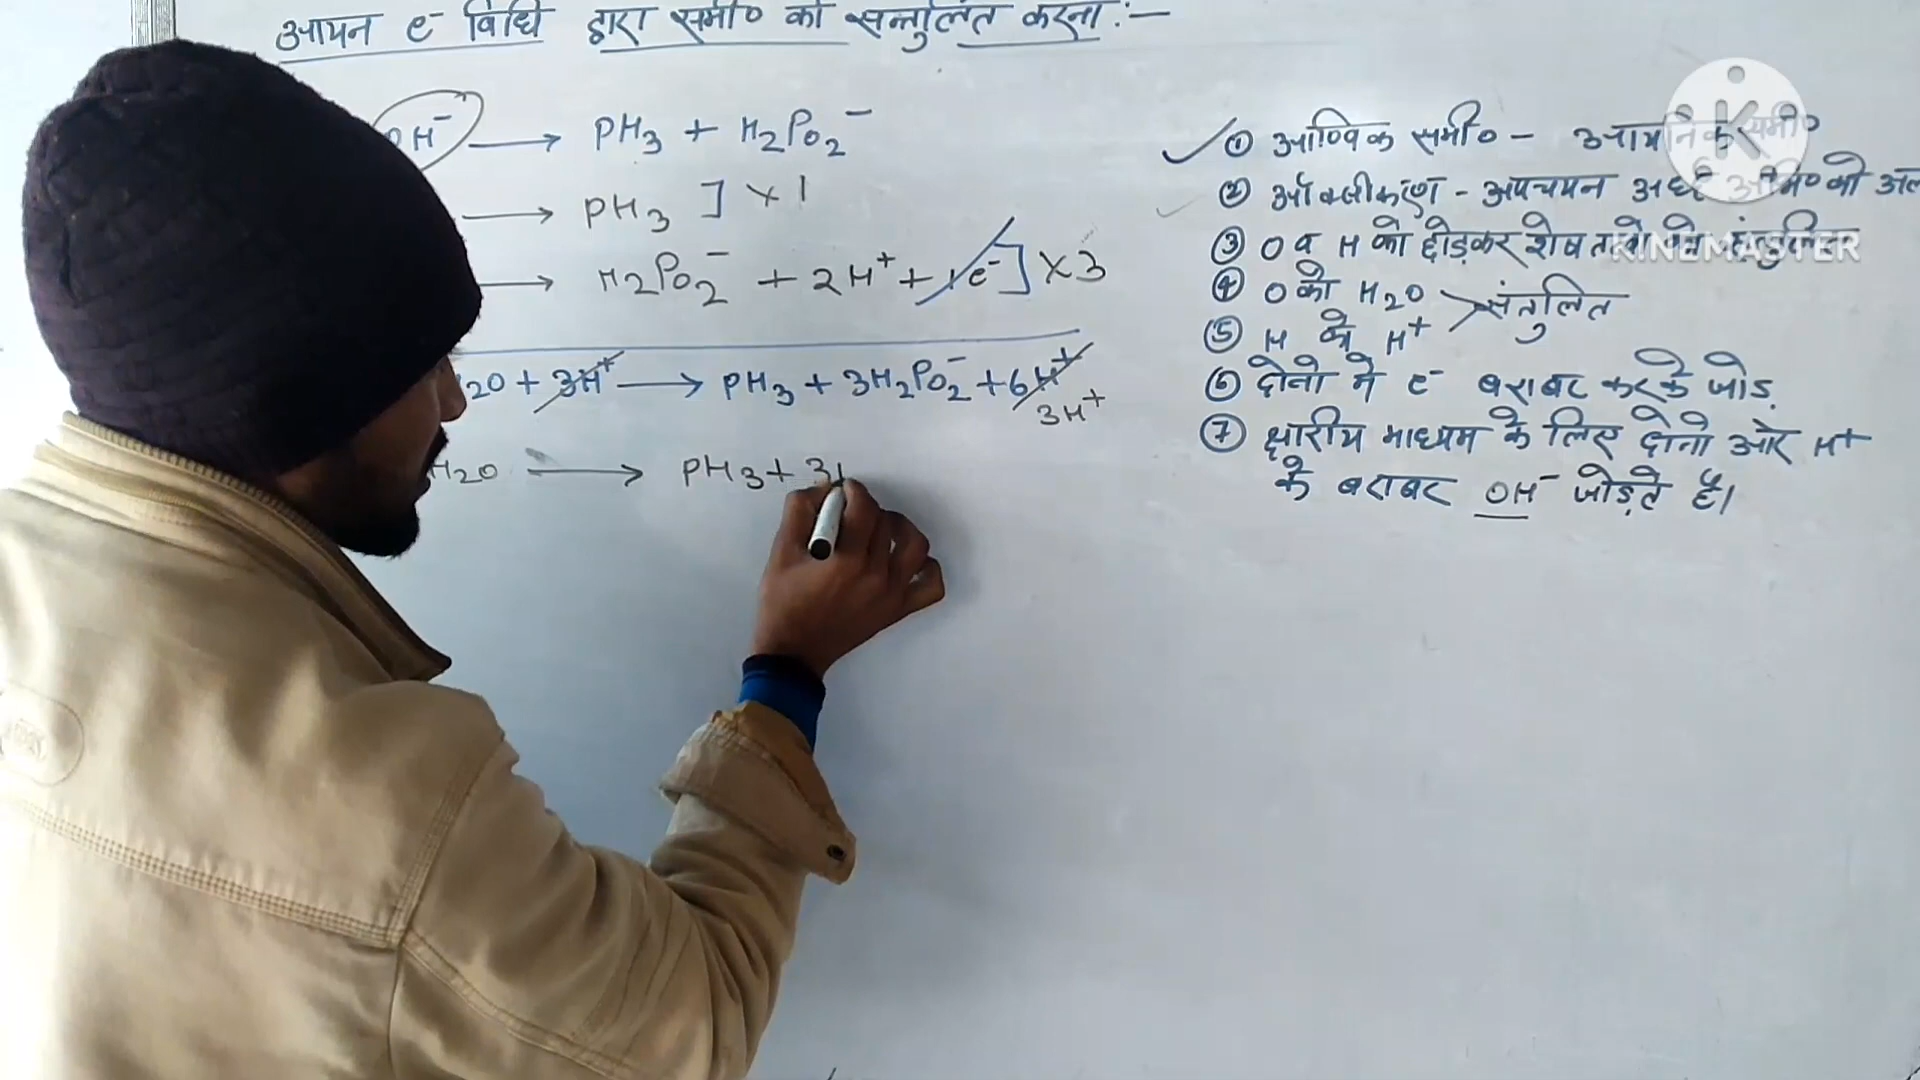 आयन e⁻ विधि द्वारा समी० को सन्तुलित करना :—
OH⁻ ⟶ PH₃ + H₂PO₂⁻
⟶ PH₃ ] × 1
⟶ H₂PO₂⁻ + 2H⁺ + 1e⁻ ] × 3
₂O + 3H⁺ ⟶ PH₃ + 3H₂PO₂⁻ + 6H⁺
3H⁺
H₂O ⟶ PH₃ + 3
✓ ① आण्विक समी० – आयनिक समी०
② ऑक्सीकरण – अपचयन अर्द्ध अभि० को
③ O व H को छोड़कर शेष तत्वों को संतुलित
④ O को H₂O > संतुलित
⑤ H को H⁺
⑥ दोनो मे e⁻ बराबर करके जोड़
⑦ क्षारीय माध्यम के लिए दोनो ओर H⁺
के बराबर OH⁻ जोड़ते है।
K
KINEMASTER